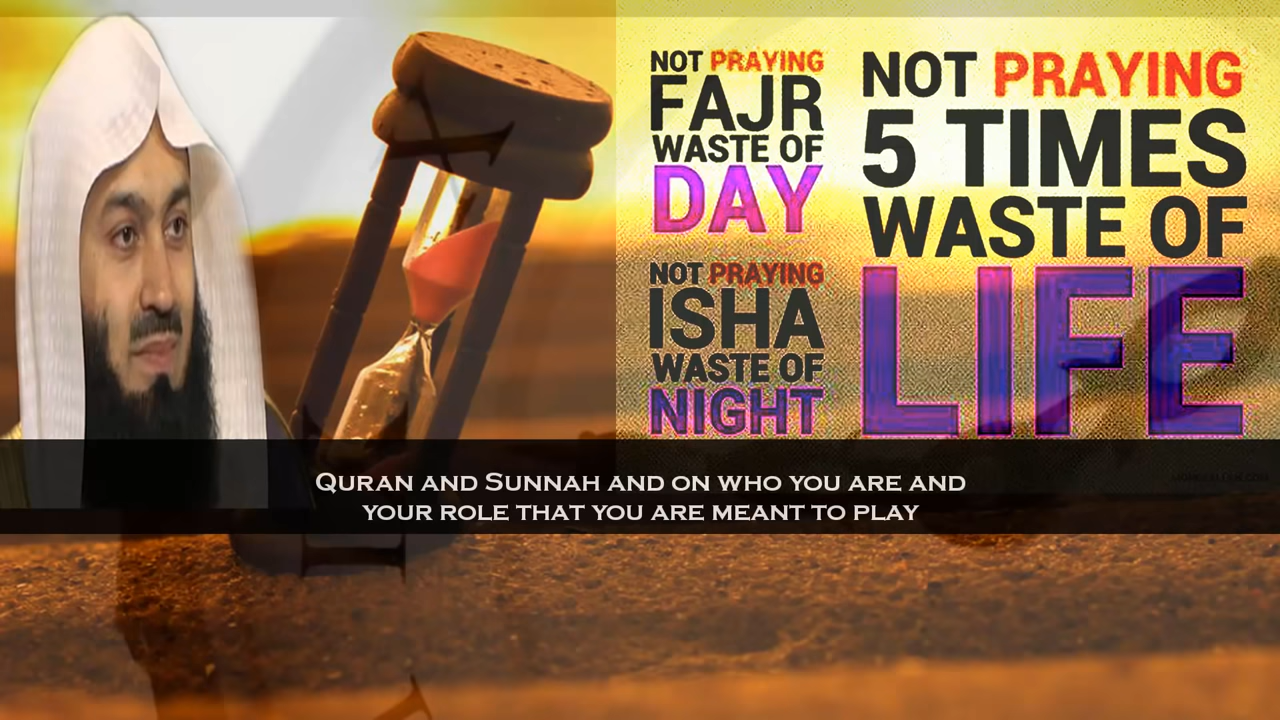 NOT PRAYING
FAJR
WASTE OF
DAY
NOT PRAYING
ISHA
WASTE OF
NIGHT
NOT PRAYING
5 TIMES
WASTE OF
LIFE
QURAN AND SUNNAH AND ON WHO YOU ARE AND
YOUR ROLE THAT YOU ARE MEANT TO PLAY